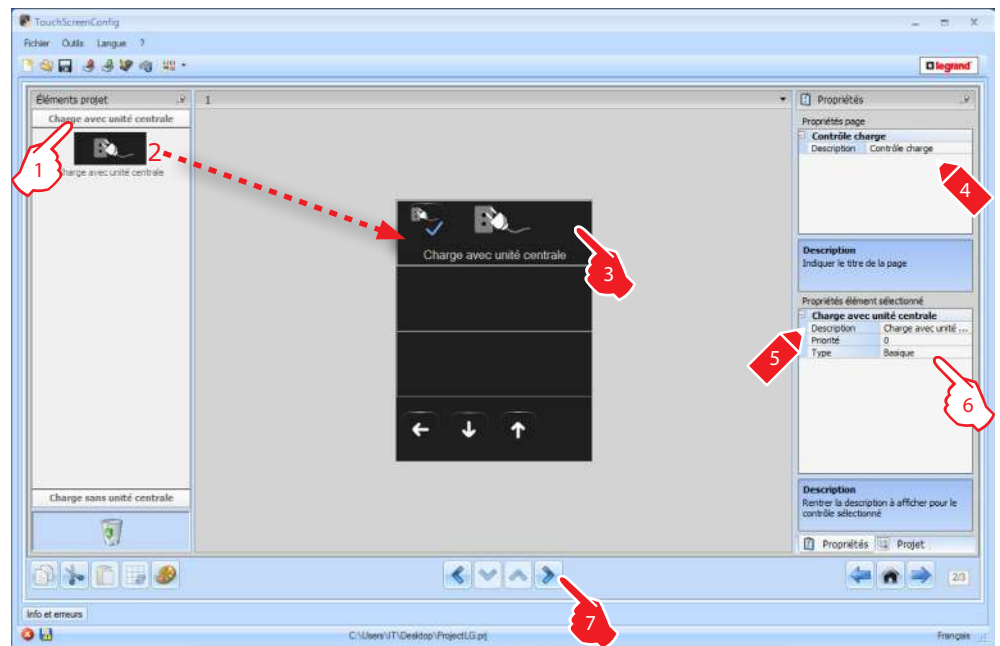 TouchScreenConfig
Fichier Outils Langue ?
legrand
Éléments projet
1
Propriétés
Charge avec unité centrale
Propriétés page
Contrôle charge
Description Contrôle charge
1
2
Charge avec unité centrale
4
Charge avec unité centrale
3
Description
Indiquer le titre de la page
Propriétés élément sélectionné
Charge avec unité centrale
Description Charge avec unité ...
Priorité 0
Type Basique
5
6
Charge sans unité centrale
Description
Rentrer la description à afficher pour le
contrôle sélectionné
Propriétés Projet
2/3
7
Info et erreurs
C:\Users\IT\Desktop\ProjectLG.prj
Français